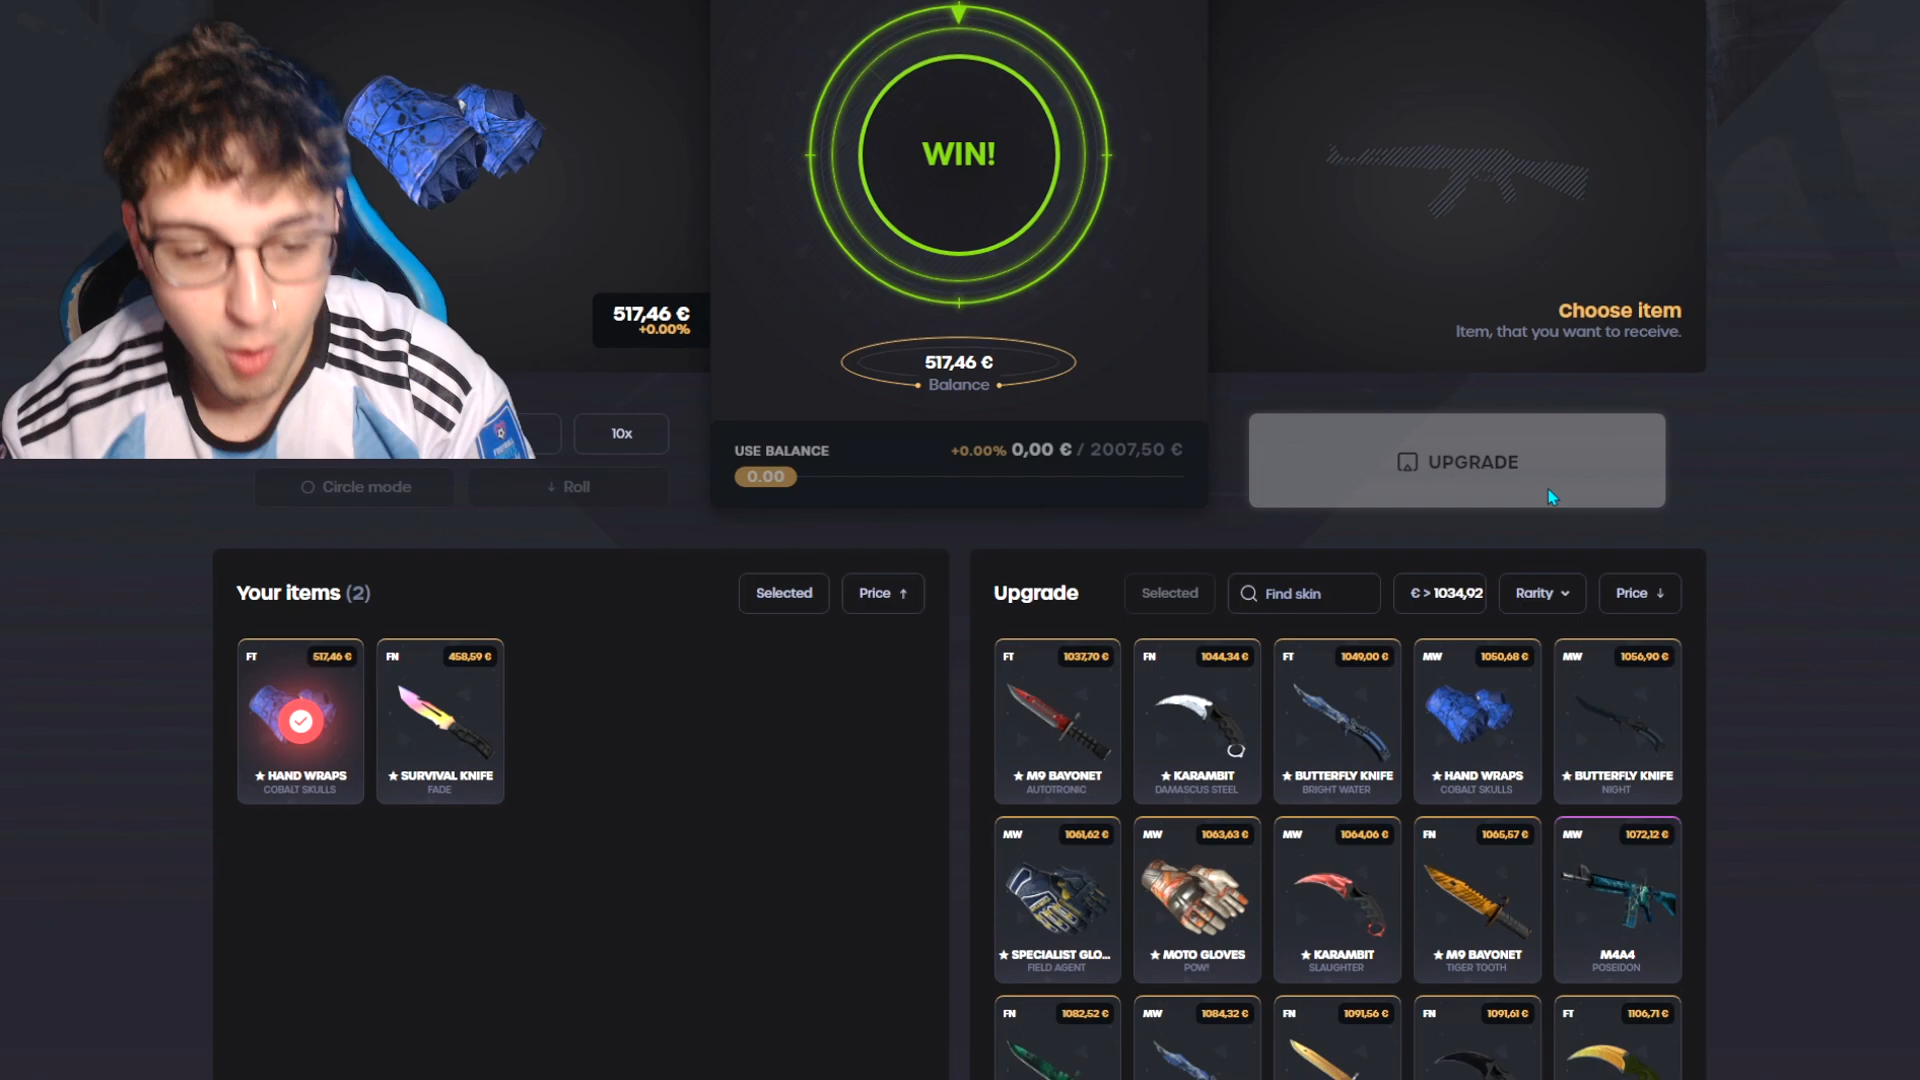 WIN!
517,46 €
+0.00%
517,46 €
Balance
Choose item
Item, that you want to receive.
10x
Circle mode
↓ Roll
USE BALANCE
+0.00% 0,00 € / 2007,50 €
0.00
UPGRADE
Your items (2)
Selected
Price ↑
FT 517,46 €
★ HAND WRAPS
COBALT SKULLS
FN 458,59 €
★ SURVIVAL KNIFE
FADE
Upgrade
Selected
Find skin
€ > 1034,92
Rarity
Price ↓
FT 1037,70 €
★ M9 BAYONET
AUTOTRONIC
FN 1044,34 €
★ KARAMBIT
DAMASCUS STEEL
FT 1049,00 €
★ BUTTERFLY KNIFE
BRIGHT WATER
MW 1050,68 €
★ HAND WRAPS
COBALT SKULLS
MW 1056,90 €
★ BUTTERFLY KNIFE
NIGHT
MW 1061,62 €
★ SPECIALIST GLO...
FIELD AGENT
MW 1063,63 €
★ MOTO GLOVES
POW!
MW 1064,06 €
★ KARAMBIT
SLAUGHTER
FN 1065,57 €
★ M9 BAYONET
TIGER TOOTH
MW 1072,12 €
M4A4
POSEIDON
FN 1082,52 €
MW 1084,32 €
FN 1091,56 €
FN 1091,61 €
FT 1106,71 €